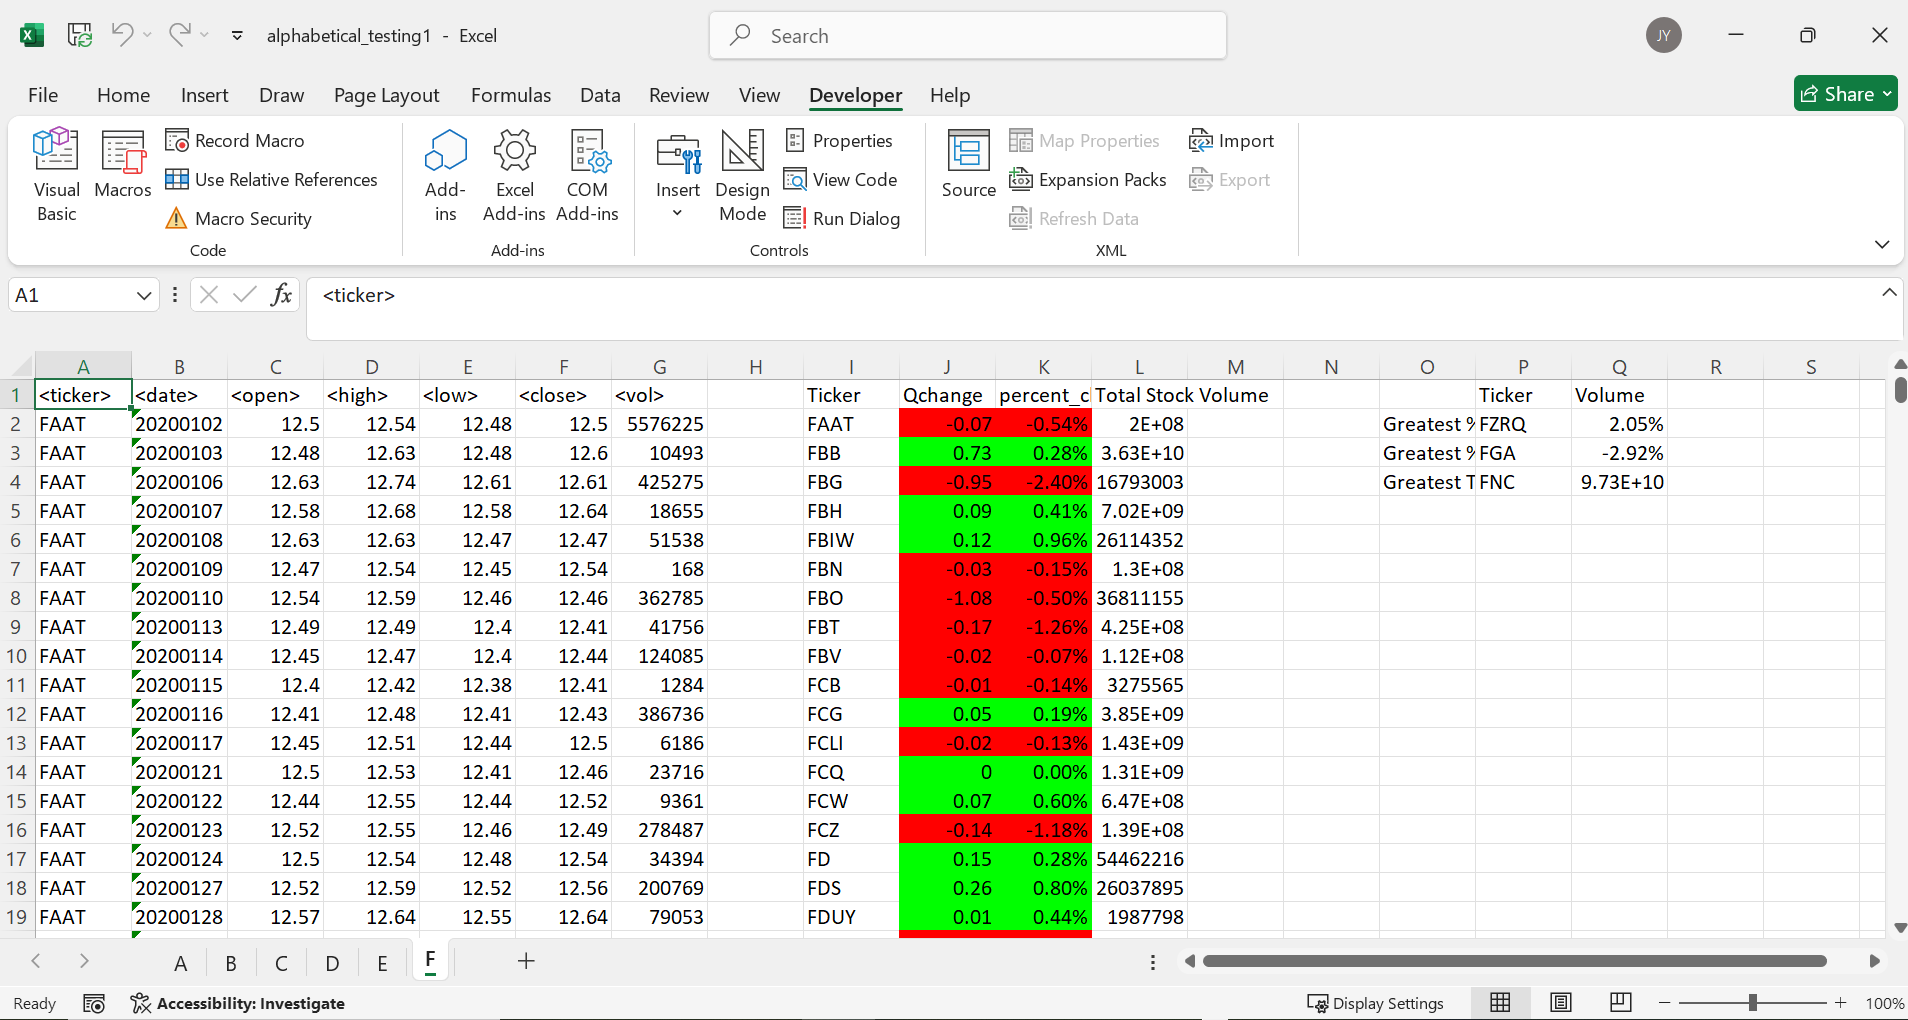 alphabetical_testing1 - Excel
Search
JY
File Home Insert Draw Page Layout Formulas Data Review View Developer Help
Share
Visual Basic
Macros
Record Macro
Use Relative References
Macro Security
Code
Add-ins
Excel Add-ins
COM Add-ins
Add-ins
Insert
Design Mode
Properties
View Code
Run Dialog
Controls
Source
Map Properties
Expansion Packs
Refresh Data
Import
Export
XML
A1 fx <ticker>
A B C D E F G H I J K L M N O P Q R S
1 <ticker> <date> <open> <high> <low> <close> <vol> Ticker Qchange percent_c Total Stock Volume Ticker Volume
2 FAAT 20200102 12.5 12.54 12.48 12.5 5576225 FAAT -0.07 -0.54% 2E+08 Greatest % FZRQ 2.05%
3 FAAT 20200103 12.48 12.63 12.48 12.6 10493 FBB 0.73 0.28% 3.63E+10 Greatest % FGA -2.92%
4 FAAT 20200106 12.63 12.74 12.61 12.61 425275 FBG -0.95 -2.40% 16793003 Greatest T FNC 9.73E+10
5 FAAT 20200107 12.58 12.68 12.58 12.64 18655 FBH 0.09 0.41% 7.02E+09
6 FAAT 20200108 12.63 12.63 12.47 12.47 51538 FBIW 0.12 0.96% 26114352
7 FAAT 20200109 12.47 12.54 12.45 12.54 168 FBN -0.03 -0.15% 1.3E+08
8 FAAT 20200110 12.54 12.59 12.46 12.46 362785 FBO -1.08 -0.50% 36811155
9 FAAT 20200113 12.49 12.49 12.4 12.41 41756 FBT -0.17 -1.26% 4.25E+08
10 FAAT 20200114 12.45 12.47 12.4 12.44 124085 FBV -0.02 -0.07% 1.12E+08
11 FAAT 20200115 12.4 12.42 12.38 12.41 1284 FCB -0.01 -0.14% 3275565
12 FAAT 20200116 12.41 12.48 12.41 12.43 386736 FCG 0.05 0.19% 3.85E+09
13 FAAT 20200117 12.45 12.51 12.44 12.5 6186 FCLI -0.02 -0.13% 1.43E+09
14 FAAT 20200121 12.5 12.53 12.41 12.46 23716 FCQ 0 0.00% 1.31E+09
15 FAAT 20200122 12.44 12.55 12.44 12.52 9361 FCW 0.07 0.60% 6.47E+08
16 FAAT 20200123 12.52 12.55 12.46 12.49 278487 FCZ -0.14 -1.18% 1.39E+08
17 FAAT 20200124 12.5 12.54 12.48 12.54 34394 FD 0.15 0.28% 54462216
18 FAAT 20200127 12.52 12.59 12.52 12.56 200769 FDS 0.26 0.80% 26037895
19 FAAT 20200128 12.57 12.64 12.55 12.64 79053 FDUY 0.01 0.44% 1987798
A B C D E F
Ready Accessibility: Investigate Display Settings 100%